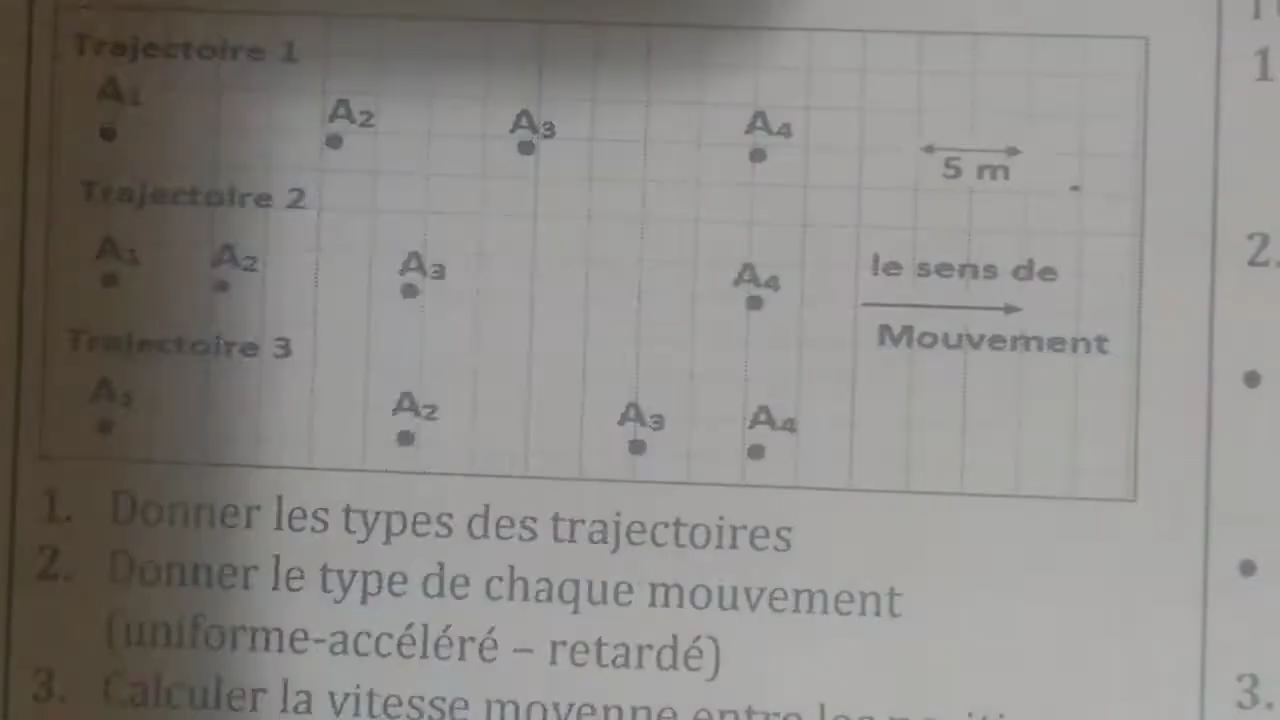 Trajectoire 1
A1 A2 A3 A4
5 m
Trajectoire 2
A1 A2 A3 A4
le sens de
Mouvement
Trajectoire 3
A1 A2 A3 A4
1. Donner les types des trajectoires
2. Donner le type de chaque mouvement
(uniforme-accéléré – retardé)
3. Calculer la vitesse moyenne entre les
1
2.
3.